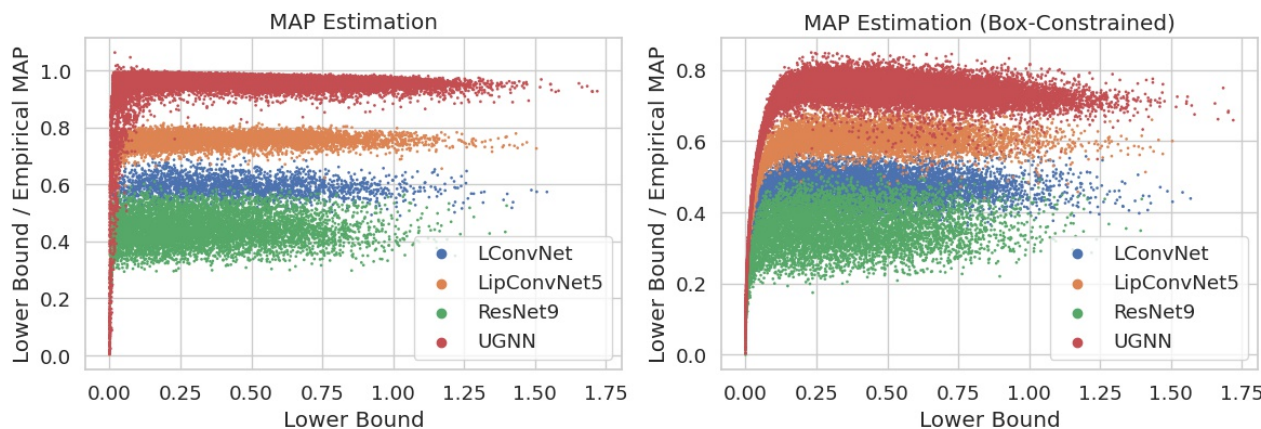 MAP Estimation
Lower Bound / Empirical MAP
1.0
0.8
0.6
0.4
0.2
0.0
0.00 0.25 0.50 0.75 1.00 1.25 1.50 1.75
Lower Bound
LConvNet
LipConvNet5
ResNet9
UGNN
MAP Estimation (Box-Constrained)
Lower Bound / Empirical MAP
0.8
0.6
0.4
0.2
0.0
0.00 0.25 0.50 0.75 1.00 1.25 1.50 1.75
Lower Bound
LConvNet
LipConvNet5
ResNet9
UGNN